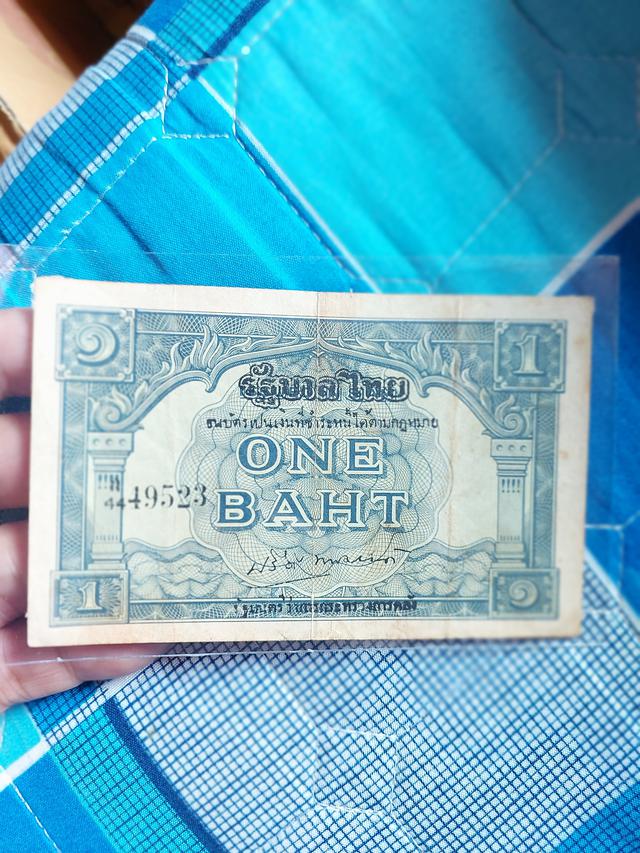 ๑ 1
รัฐบาลไทย
ธนบัตร์เป็นเงินที่ชำระหนี้ได้ตามกฎหมาย
ONE
BAHT
44 49523
1 ๑
รัฐมนตรีว่าการกระทรวงการคลัง